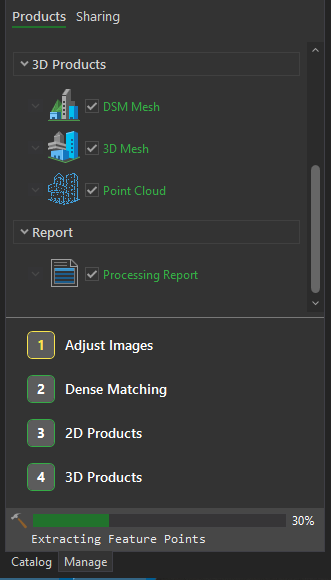 Products Sharing
3D Products
DSM Mesh
3D Mesh
Point Cloud
Report
Processing Report
1 Adjust Images
2 Dense Matching
3 2D Products
4 3D Products
30%
Extracting Feature Points
Catalog Manage